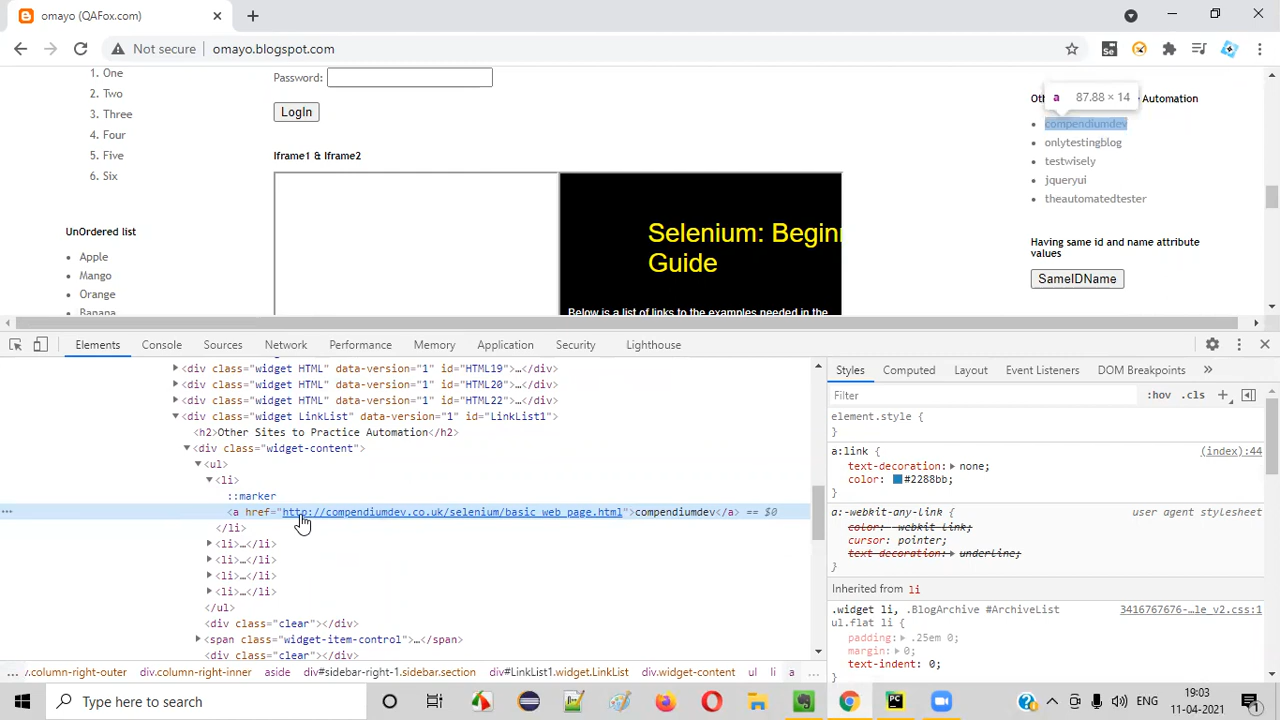 omayo (QAFox.com)
Not secure
omayo.blogspot.com
1. One
2. Two
3. Three
4. Four
5. Five
6. Six
UnOrdered list
Apple
Mango
Orange
Banana
Password:
LogIn
Iframe1 & Iframe2
Selenium: Begin
Guide
Below is a list of links to the examples needed in the
a 87.88 × 14
Automation
compendiumdev
onlytestingblog
testwisely
jqueryui
theautomatedtester
Having same id and name attribute
values
SameIDName
Elements Console Sources Network Performance Memory Application Security Lighthouse
<div class="widget HTML" data-version="1" id="HTML19">…</div>
<div class="widget HTML" data-version="1" id="HTML20">…</div>
<div class="widget HTML" data-version="1" id="HTML22">…</div>
<div class="widget LinkList" data-version="1" id="LinkList1">
<h2>Other Sites to Practice Automation</h2>
<div class="widget-content">
<ul>
<li>
::marker
<a href="http://compendiumdev.co.uk/selenium/basic_web_page.html">compendiumdev</a> == $0
</li>
<li>…</li>
<li>…</li>
<li>…</li>
<li>…</li>
</ul>
<div class="clear"></div>
<span class="widget-item-control">…</span>
<div class="clear"></div>
… .column-right-outer div.column-right-inner aside div#sidebar-right-1.sidebar.section div#LinkList1.widget.LinkList div.widget-content ul li a
Styles Computed Layout Event Listeners DOM Breakpoints »
Filter :hov .cls +
element.style {
}
a:link { (index):44
text-decoration: none;
color: #2288bb;
}
a:-webkit-any-link { user agent stylesheet
color: -webkit-link;
cursor: pointer;
text-decoration: underline;
}
Inherited from li
.widget li, .BlogArchive #ArchiveList 3416767676-…le_v2.css:1
ul.flat li {
padding: .25em 0;
margin: 0;
text-indent: 0;
Type here to search
ENG
19:03
11-04-2021